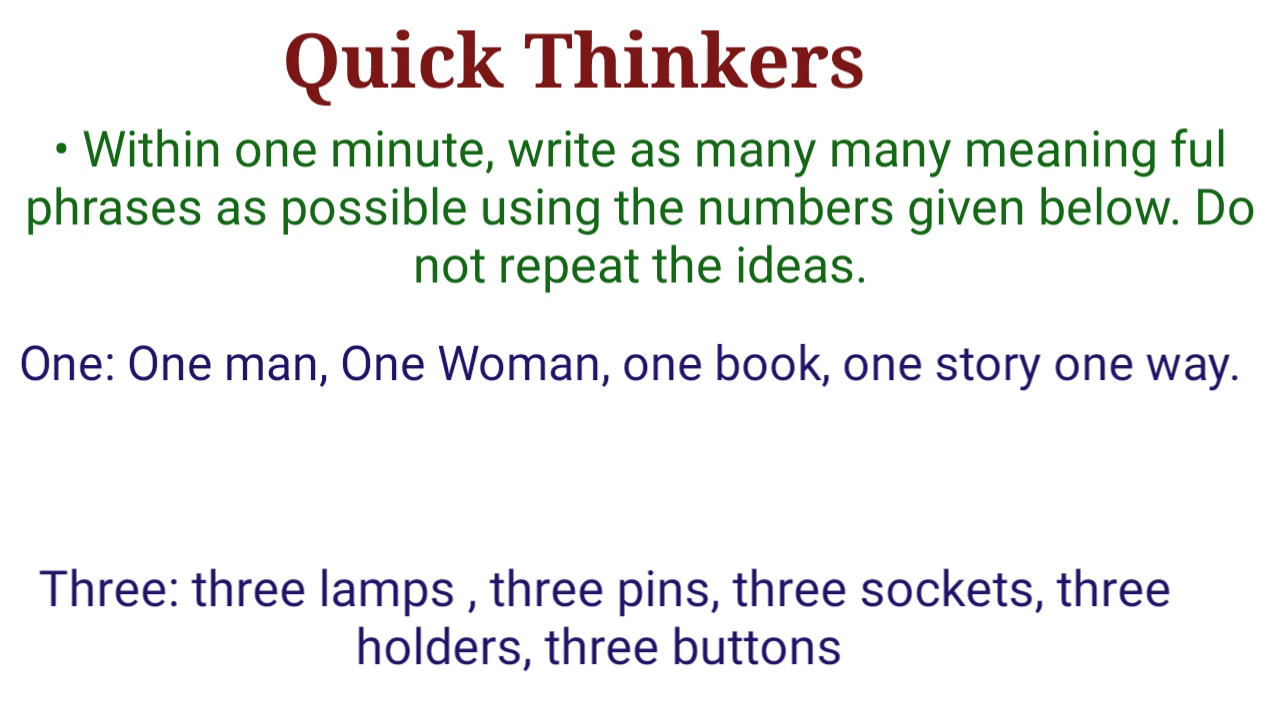 Quick Thinkers
• Within one minute, write as many many meaning ful
phrases as possible using the numbers given below. Do
not repeat the ideas.
One: One man, One Woman, one book, one story one way.
Three: three lamps , three pins, three sockets, three
holders, three buttons